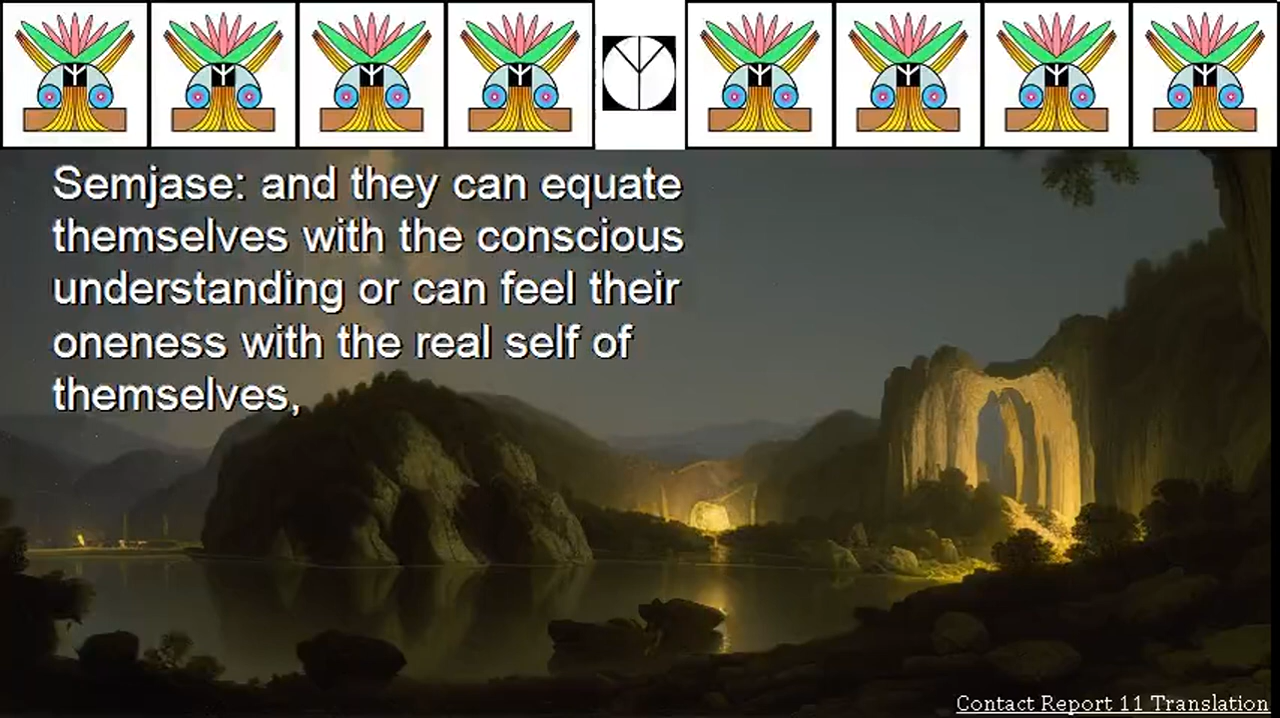 Semjase: and they can equate
themselves with the conscious
understanding or can feel their
oneness with the real self of
themselves,
Contact Report 11 Translation